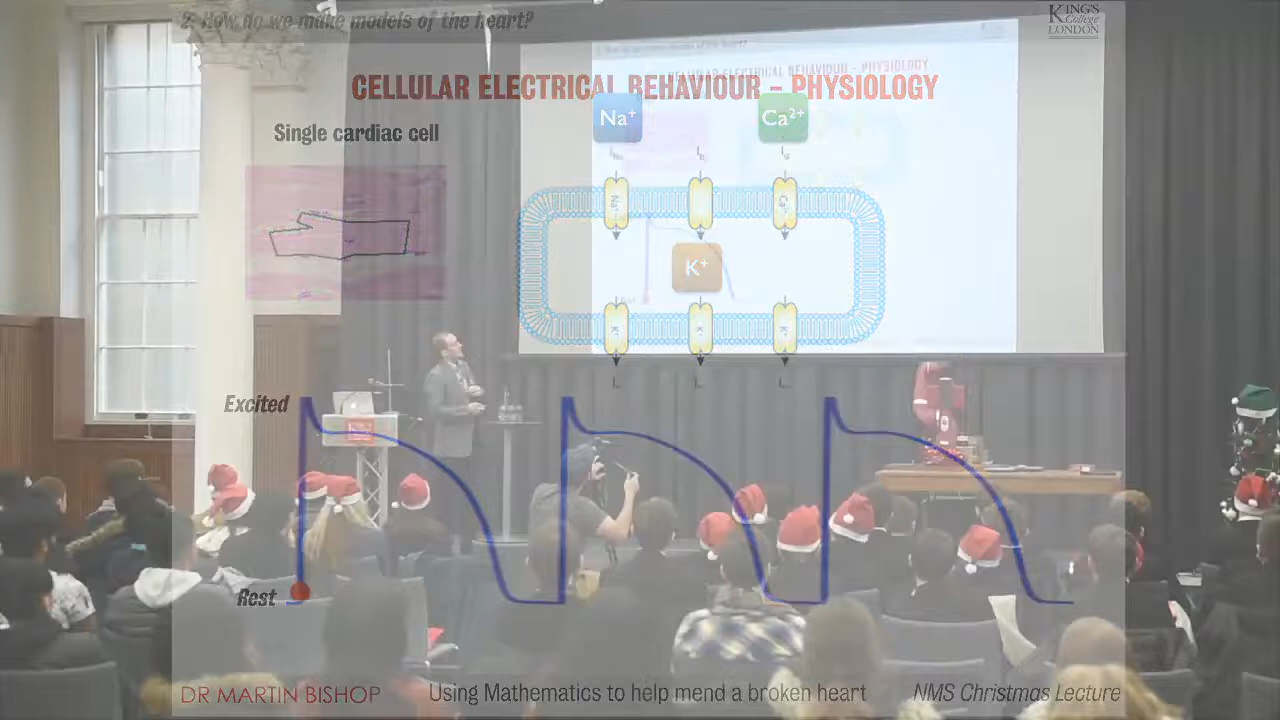 2. How do we make models of the heart?
KING'S
College
LONDON
CELLULAR ELECTRICAL BEHAVIOUR – PHYSIOLOGY
Single cardiac cell
Na⁺
Ca²⁺
K⁺
Excited
Rest
DR MARTIN BISHOP
Using Mathematics to help mend a broken heart
NMS Christmas Lecture